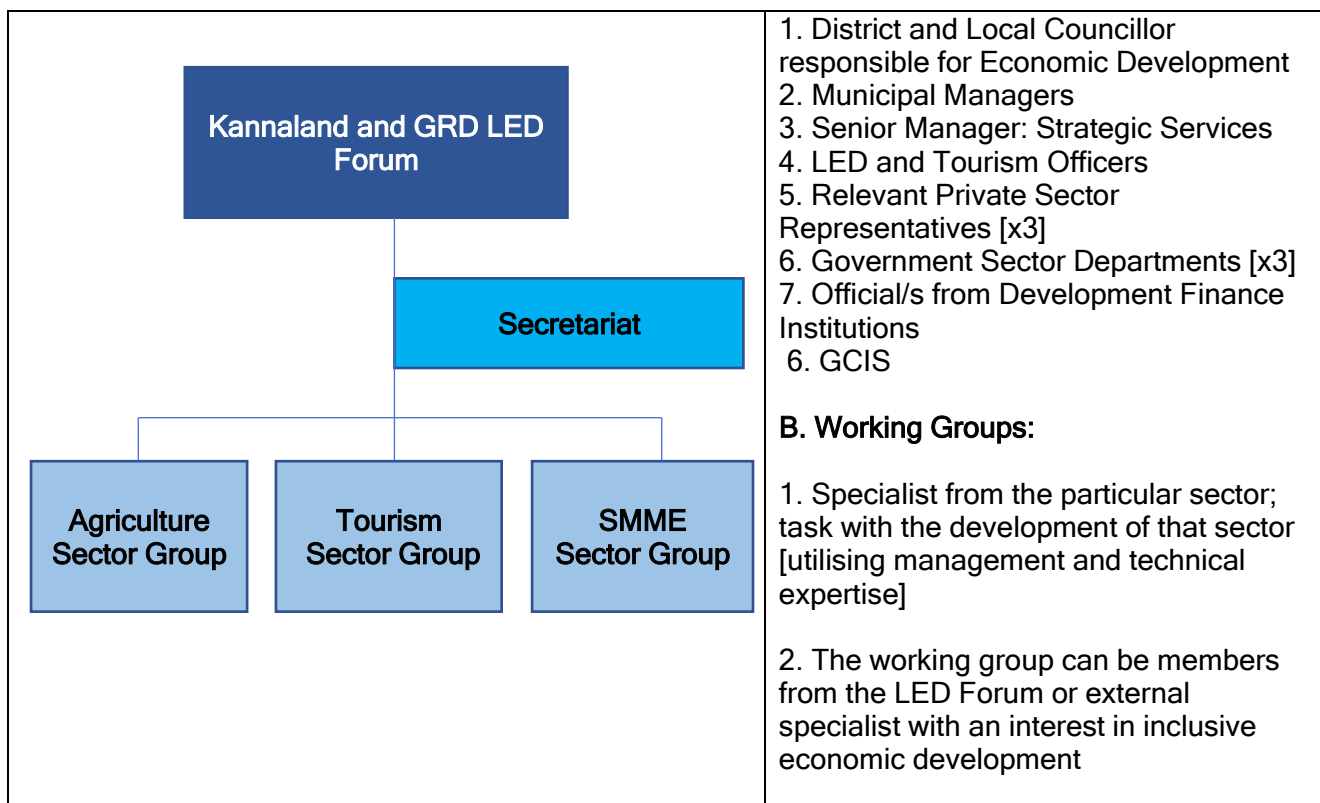 Kannaland and GRD LED
Forum
Secretariat
Agriculture
Sector Group
Tourism
Sector Group
SMME
Sector Group
1. District and Local Councillor
responsible for Economic Development
2. Municipal Managers
3. Senior Manager: Strategic Services
4. LED and Tourism Officers
5. Relevant Private Sector
Representatives [x3]
6. Government Sector Departments [x3]
7. Official/s from Development Finance
Institutions
6. GCIS
B. Working Groups:
1. Specialist from the particular sector;
task with the development of that sector
[utilising management and technical
expertise]
2. The working group can be members
from the LED Forum or external
specialist with an interest in inclusive
economic development